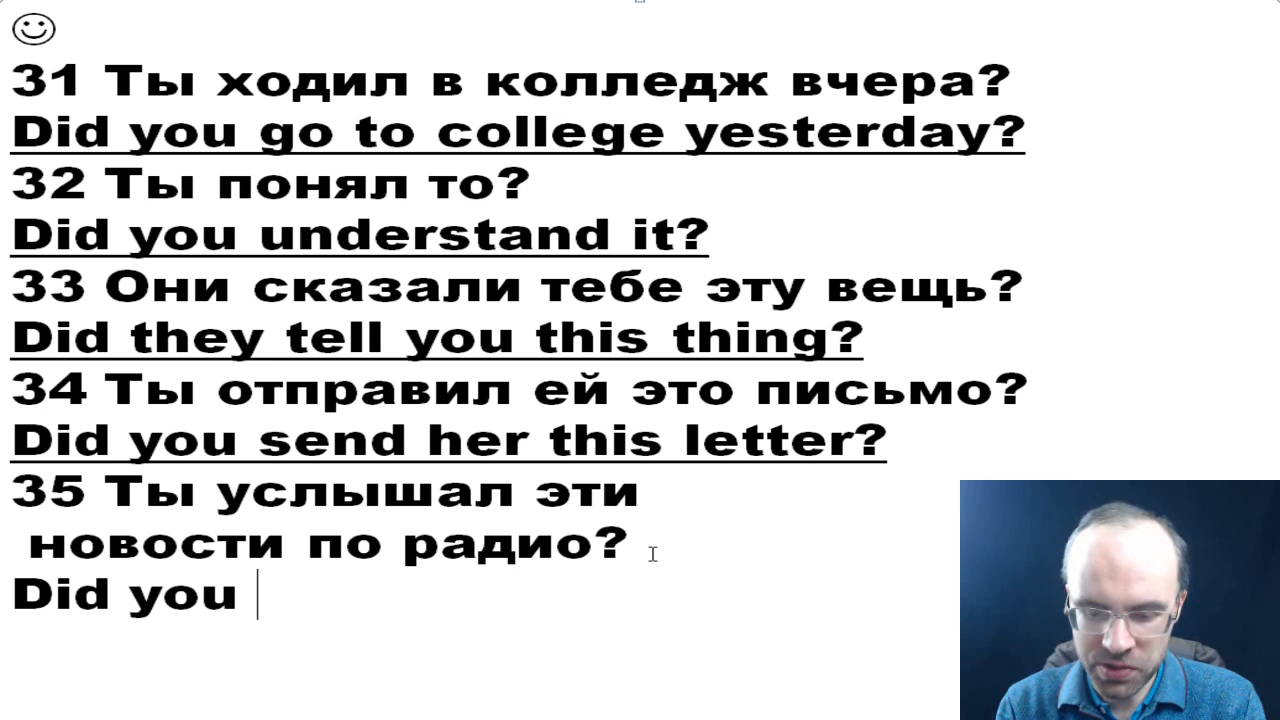 31 Ты ходил в колледж вчера?
Did you go to college yesterday?
32 Ты понял то?
Did you understand it?
33 Они сказали тебе эту вещь?
Did they tell you this thing?
34 Ты отправил ей это письмо?
Did you send her this letter?
35 Ты услышал эти
новости по радио?
Did you